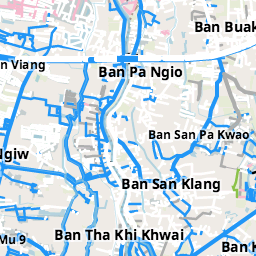 Ban Buak
n Viang
Ban Pa Ngio
Ban San Pa Kwao
Ngiw
Ban San Klang
Ban Tha Khi Khwai
Mu 9
Ban K